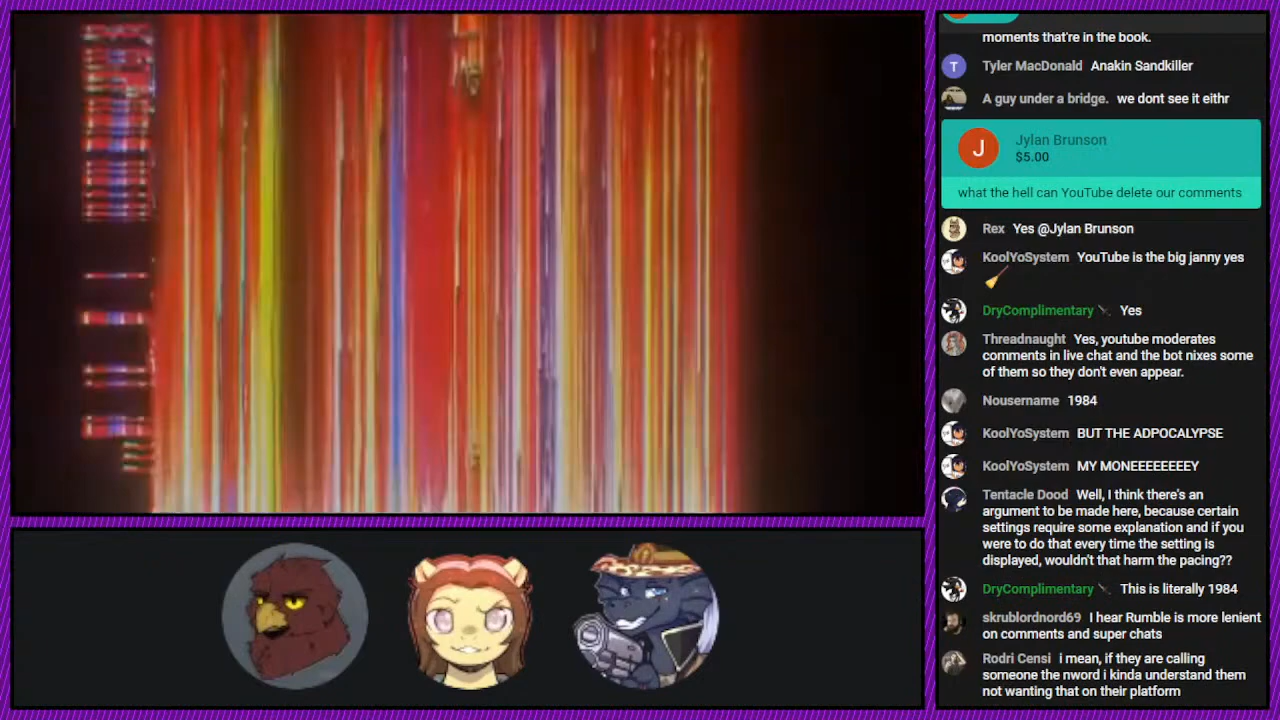 moments that're in the book.
T
Tyler MacDonald Anakin Sandkiller
A guy under a bridge. we dont see it eithr
J
Jylan Brunson
$5.00
what the hell can YouTube delete our comments
Rex Yes @Jylan Brunson
KoolYoSystem YouTube is the big janny yes
DryComplimentary Yes
Threadnaught Yes, youtube moderates
comments in live chat and the bot nixes some
of them so they don't even appear.
Nousername 1984
KoolYoSystem BUT THE ADPOCALYPSE
KoolYoSystem MY MONEEEEEEEEY
Tentacle Dood Well, I think there's an
argument to be made here, because certain
settings require some explanation and if you
were to do that every time the setting is
displayed, wouldn't that harm the pacing??
DryComplimentary This is literally 1984
skrublordnord69 I hear Rumble is more lenient
on comments and super chats
Rodri Censi i mean, if they are calling
someone the nword i kinda understand them
not wanting that on their platform